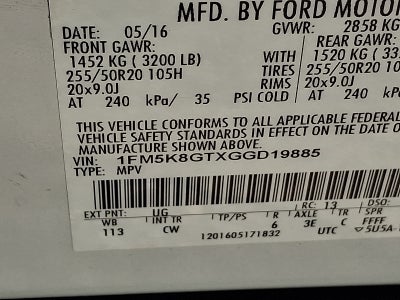 MFD. BY FORD MOTOR
DATE: 05/16 GVWR: 2858 KG
FRONT GAWR: REAR GAWR:
1452 KG ( 3200 LB) WITH 1520 KG
255/50R20 105H TIRES 255/50R20
20x9.0J RIMS 20x9.0J
AT 240 kPa/ 35 PSI/COLD AT 240 kPa/
THIS VEHICLE CONFORMS TO ALL APPLICABLE FEDERAL
VEHICLE SAFETY STANDARDS IN EFFECT ON THE DATE OF
MANUFACTURE SHOWN ABOVE.
VIN: 1FM5K8GTXGGD19885
TYPE: MPV
EXT PNT: UG RC: 13 DSO:
WB INT TR TP/PS R AXLE TR SPR
113 CW 6 3E C FFFF
1201605171832 UTC 5U5A-